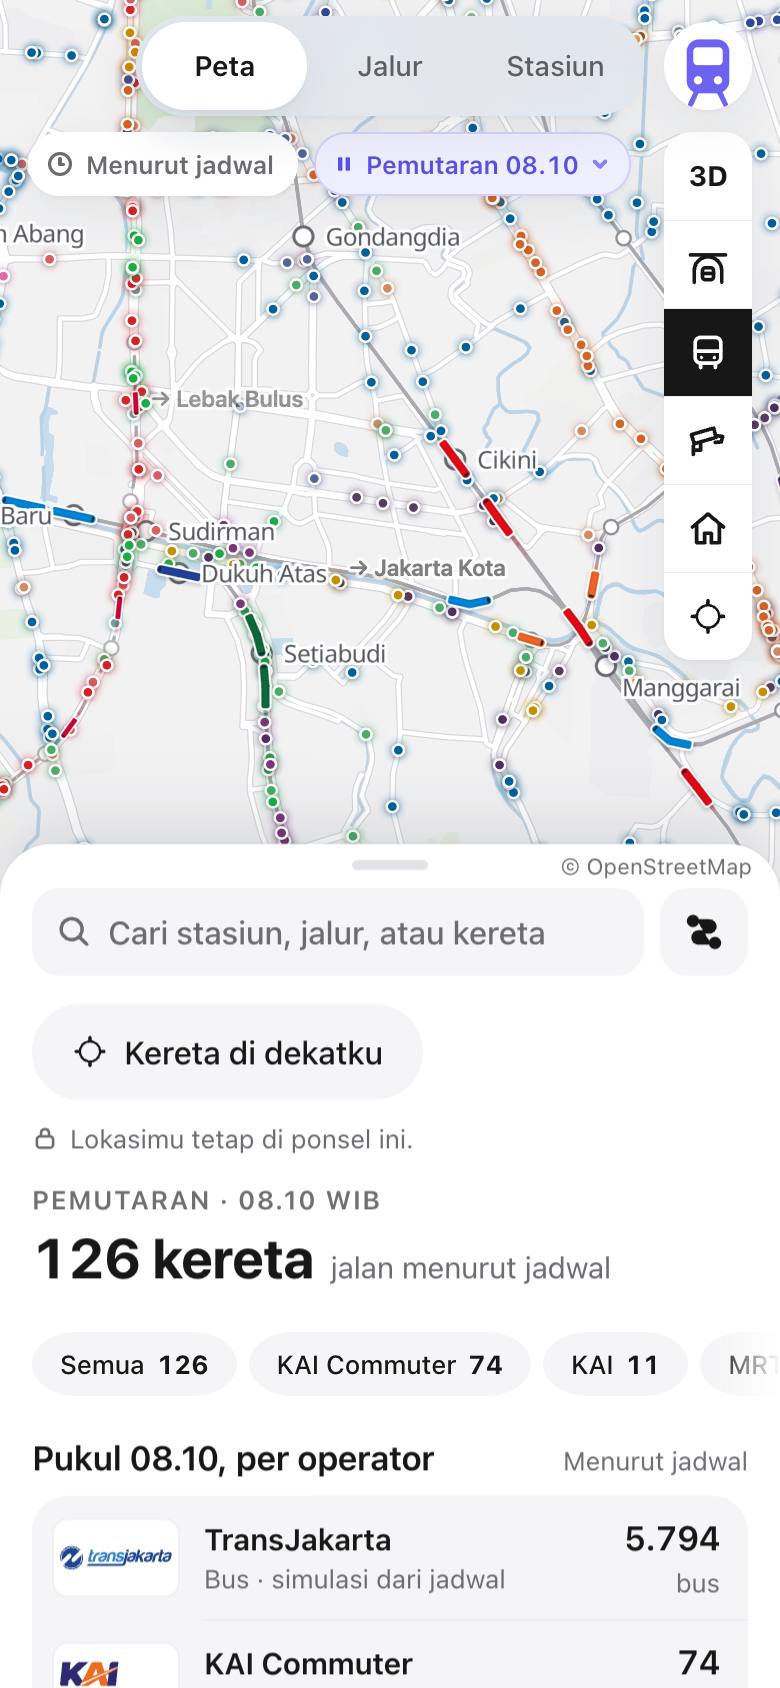 Peta
Jalur
Stasiun
Menurut jadwal
Pemutaran 08.10
3D
Abang
Gondangdia
→ Lebak Bulus
Cikini
Baru
Sudirman
Dukuh Atas
→ Jakarta Kota
Setiabudi
Manggarai
© OpenStreetMap
Cari stasiun, jalur, atau kereta
Kereta di dekatku
Lokasimu tetap di ponsel ini.
PEMUTARAN · 08.10 WIB
126 kereta jalan menurut jadwal
Semua 126
KAI Commuter 74
KAI 11
MRT
Pukul 08.10, per operator
Menurut jadwal
transjakarta
TransJakarta
5.794
Bus · simulasi dari jadwal
bus
KAI
KAI Commuter
74